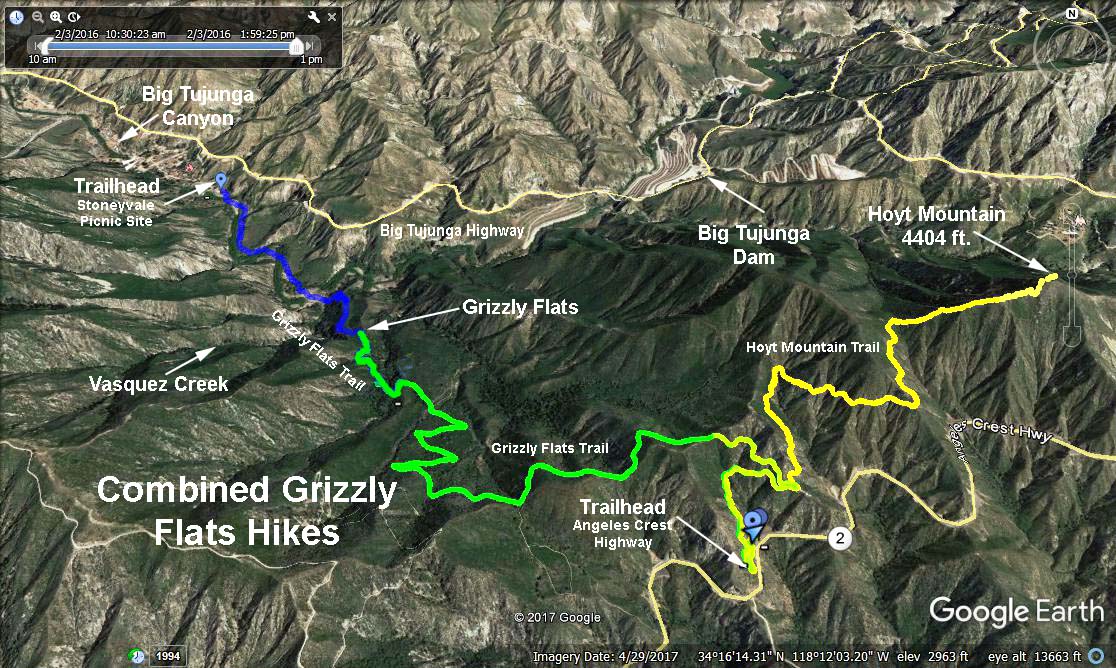 2/3/2016 10:30:23 am 2/3/2016 1:59:25 pm
10 am 1 pm
N
Big Tujunga
Canyon
Trailhead
Stoneyvale
Picnic Site
Big Tujunga Highway
Big Tujunga
Dam
Hoyt Mountain
4404 ft.
Grizzly Flats
Grizzly Flats Trail
Vasquez Creek
Hoyt Mountain Trail
s Crest Hwy
Grizzly Flats Trail
Combined Grizzly
Flats Hikes
Trailhead
Angeles Crest
Highway
2
© 2017 Google
Google Earth
1994
Imagery Date: 4/29/2017 34°16'14.31" N 118°12'03.20" W elev 2963 ft eye alt 13663 ft